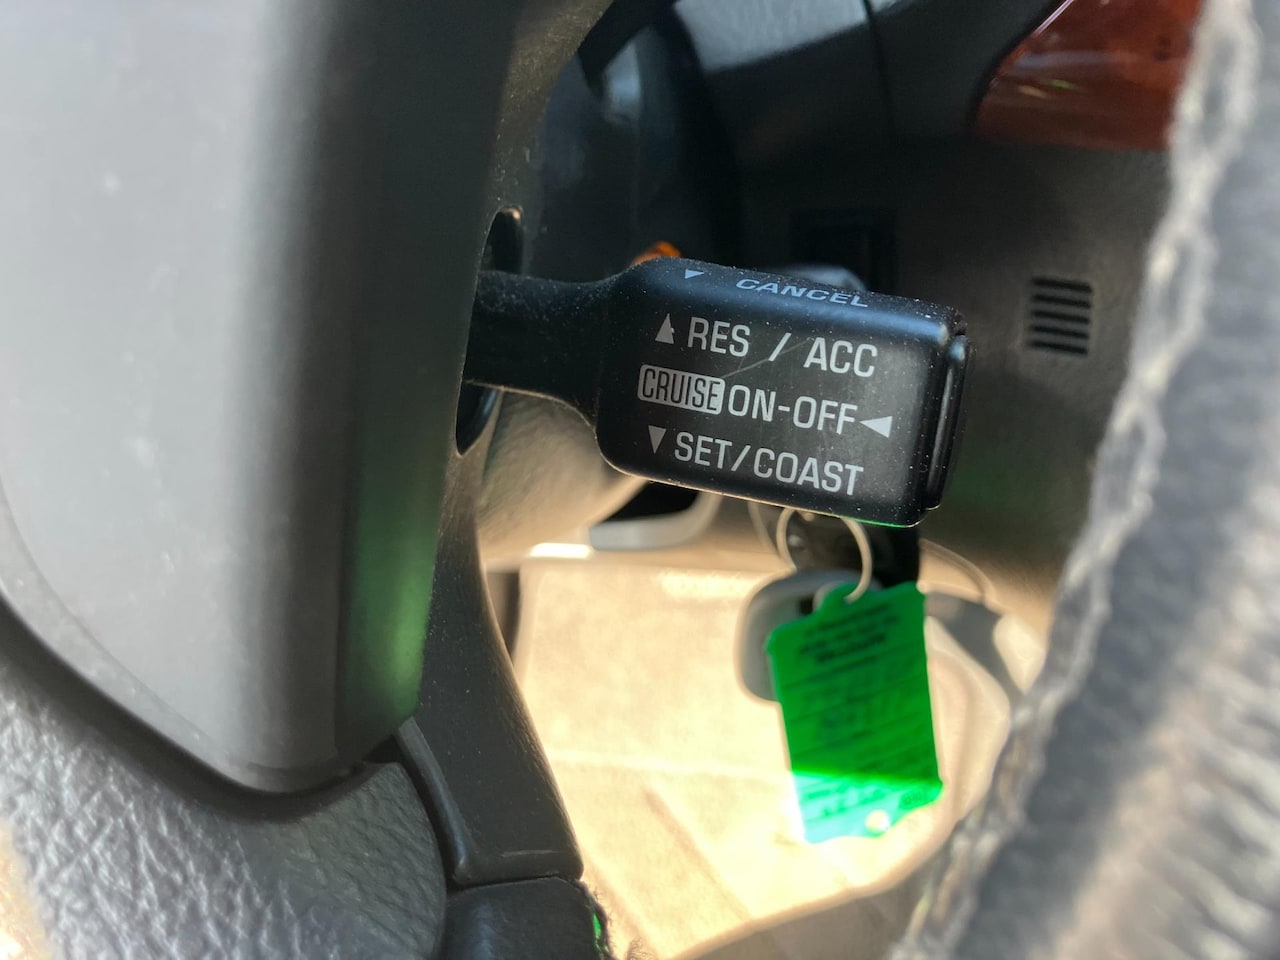 CANCEL
RES / ACC
CRUISE ON-OFF
SET/COAST